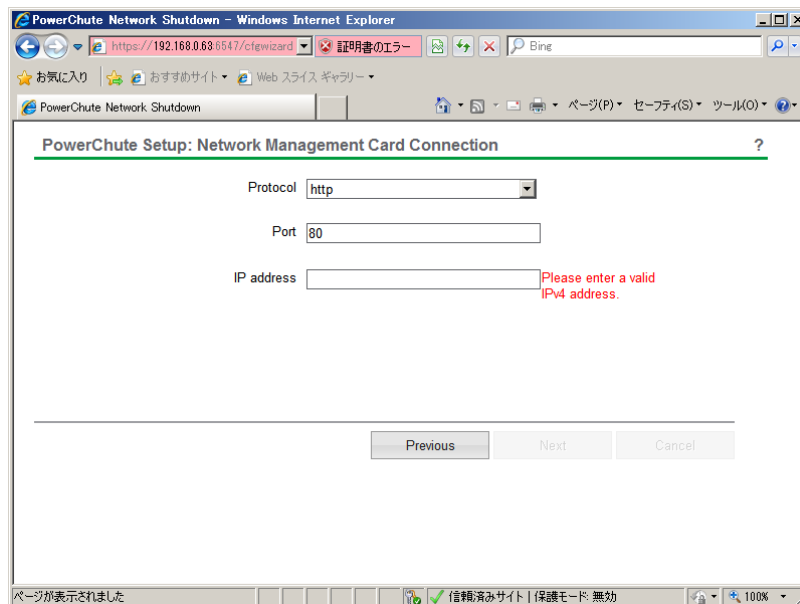 PowerChute Network Shutdown - Windows Internet Explorer
https://192.168.0.63:6547/cfgwizard 証明書のエラー Bing
お気に入り おすすめサイト Web スライス ギャラリー
PowerChute Network Shutdown ページ(P) セーフティ(S) ツール(O)
PowerChute Setup: Network Management Card Connection ?
Protocol http
Port 80
IP address Please enter a valid
IPv4 address.
Previous Next Cancel
ページが表示されました 信頼済みサイト | 保護モード: 無効 100%